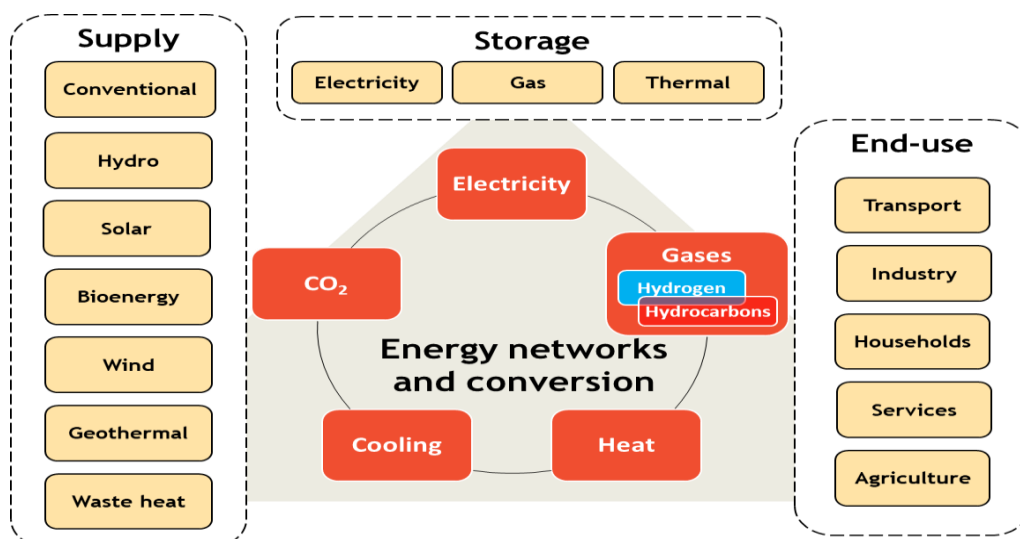 Supply
Conventional
Hydro
Solar
Bioenergy
Wind
Geothermal
Waste heat
Storage
Electricity
Gas
Thermal
Electricity
Gases
Hydrogen
Hydrocarbons
CO₂
Energy networks
and conversion
Cooling
Heat
End-use
Transport
Industry
Households
Services
Agriculture